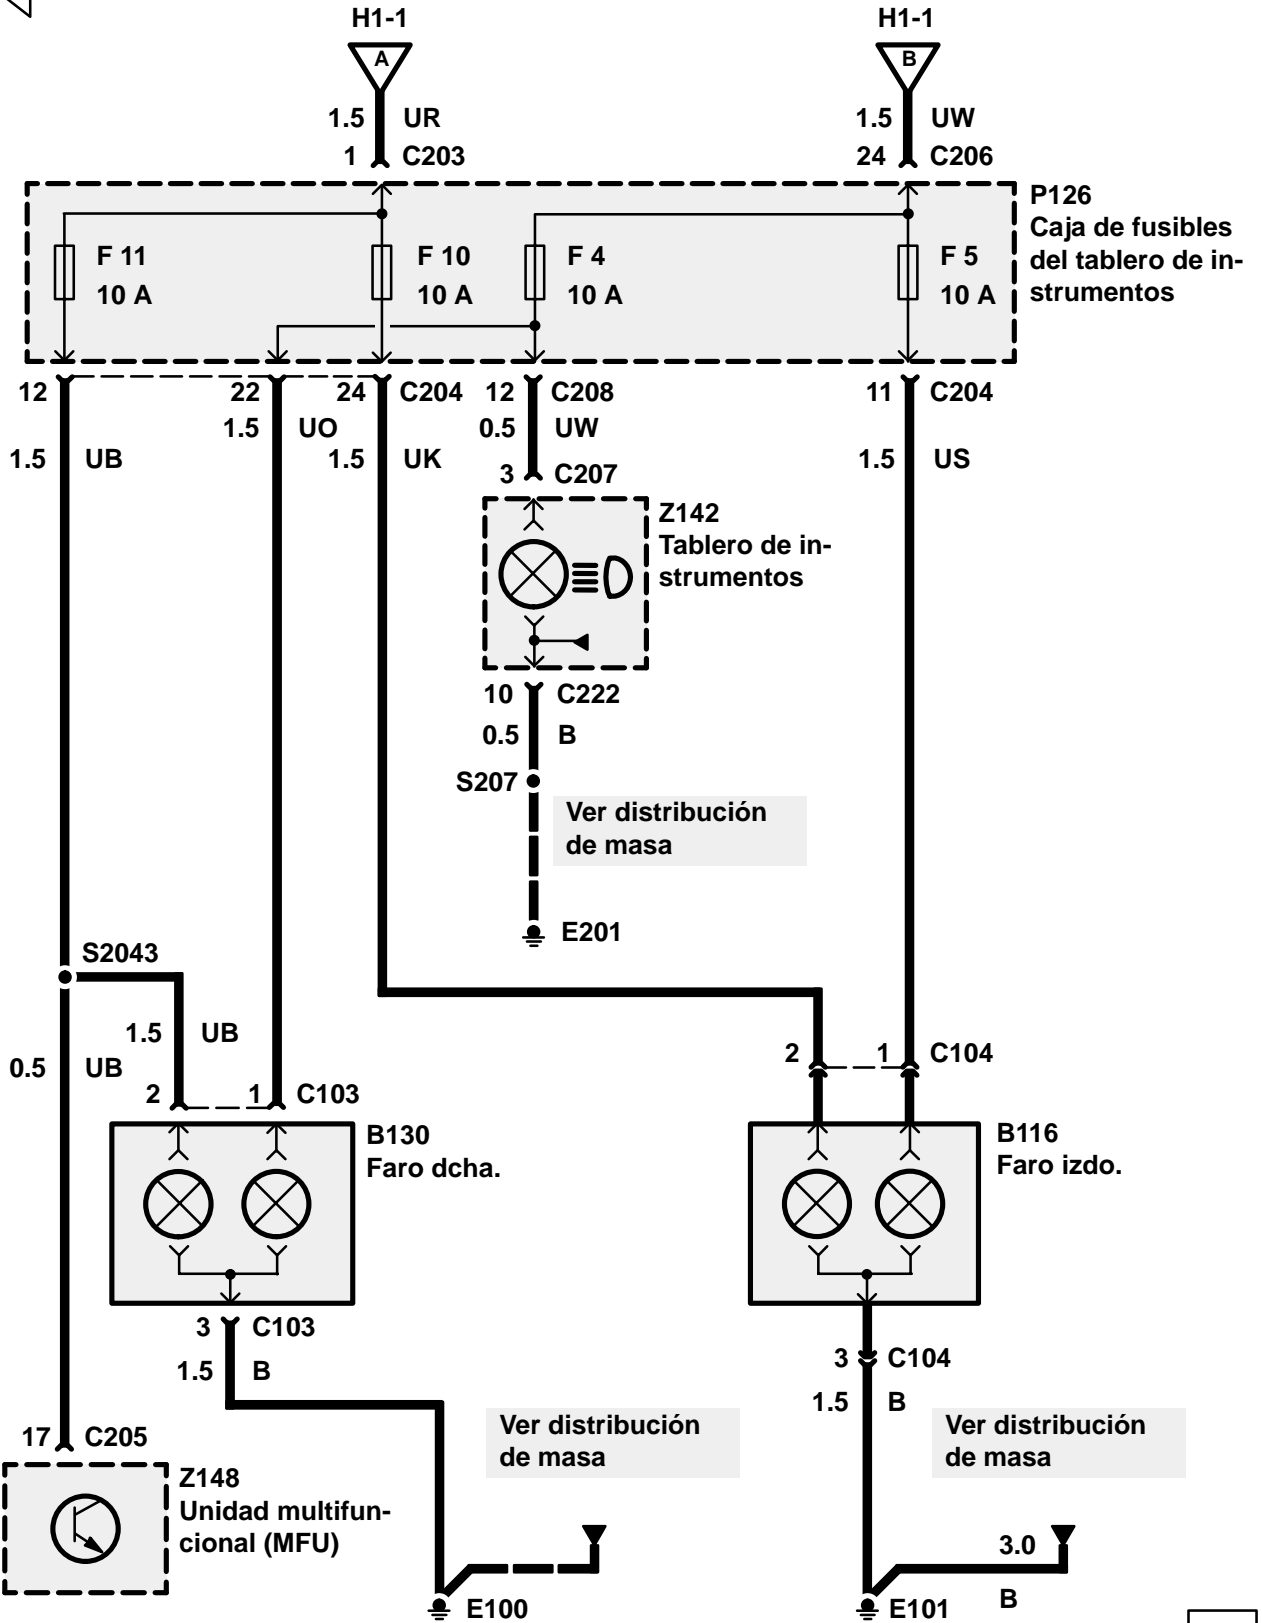 H1-1 H1-1
A B
1.5 UR 1.5 UW
1 C203 24 C206
P126
Caja de fusibles
del tablero de in-
strumentos
F 11 F 10 F 4 F 5
10 A 10 A 10 A 10 A
12 22 24 C204 12 C208 11 C204
1.5 UO 0.5 UW
1.5 UB 1.5 UK 1.5 US
3 C207
Z142
Tablero de in-
strumentos
10 C222
0.5 B
S207
Ver distribución
de masa
E201
S2043
1.5 UB
0.5 UB
2 1 C104
2 1 C103
B130
Faro dcha.
B116
Faro izdo.
3 C103
1.5 B
3 C104
1.5 B
Ver distribución
de masa
Ver distribución
de masa
17 C205
Z148
Unidad multifun-
cional (MFU)
3.0
B
E100 E101